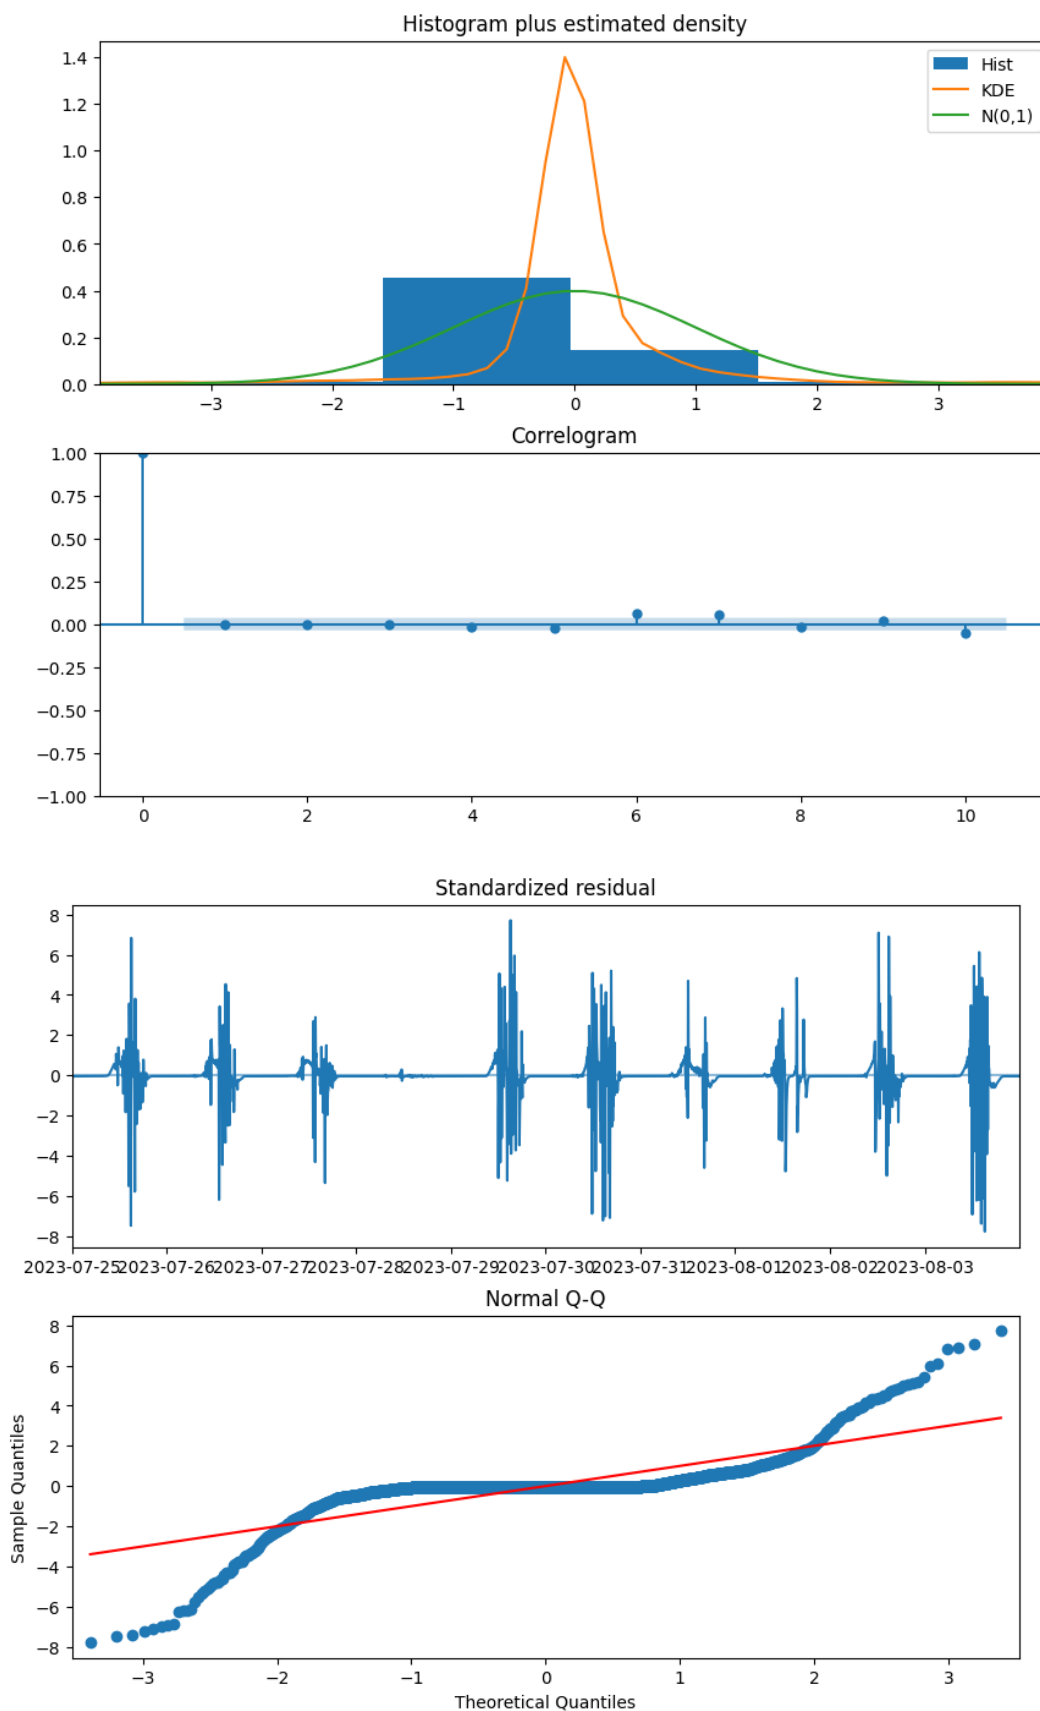 Histogram plus estimated density
1.4
1.2
1.0
0.8
0.6
0.4
0.2
0.0
Hist
KDE
N(0,1)
−3 −2 −1 0 1 2 3
Correlogram
1.00
0.75
0.50
0.25
0.00
−0.25
−0.50
−0.75
−1.00
0 2 4 6 8 10
Standardized residual
8
6
4
2
0
−2
−4
−6
−8
2023-07-25 2023-07-26 2023-07-27 2023-07-28 2023-07-29 2023-07-30 2023-07-31 2023-08-01 2023-08-02 2023-08-03
Normal Q-Q
8
6
4
2
0
−2
−4
−6
−8
Sample Quantiles
−3 −2 −1 0 1 2 3
Theoretical Quantiles